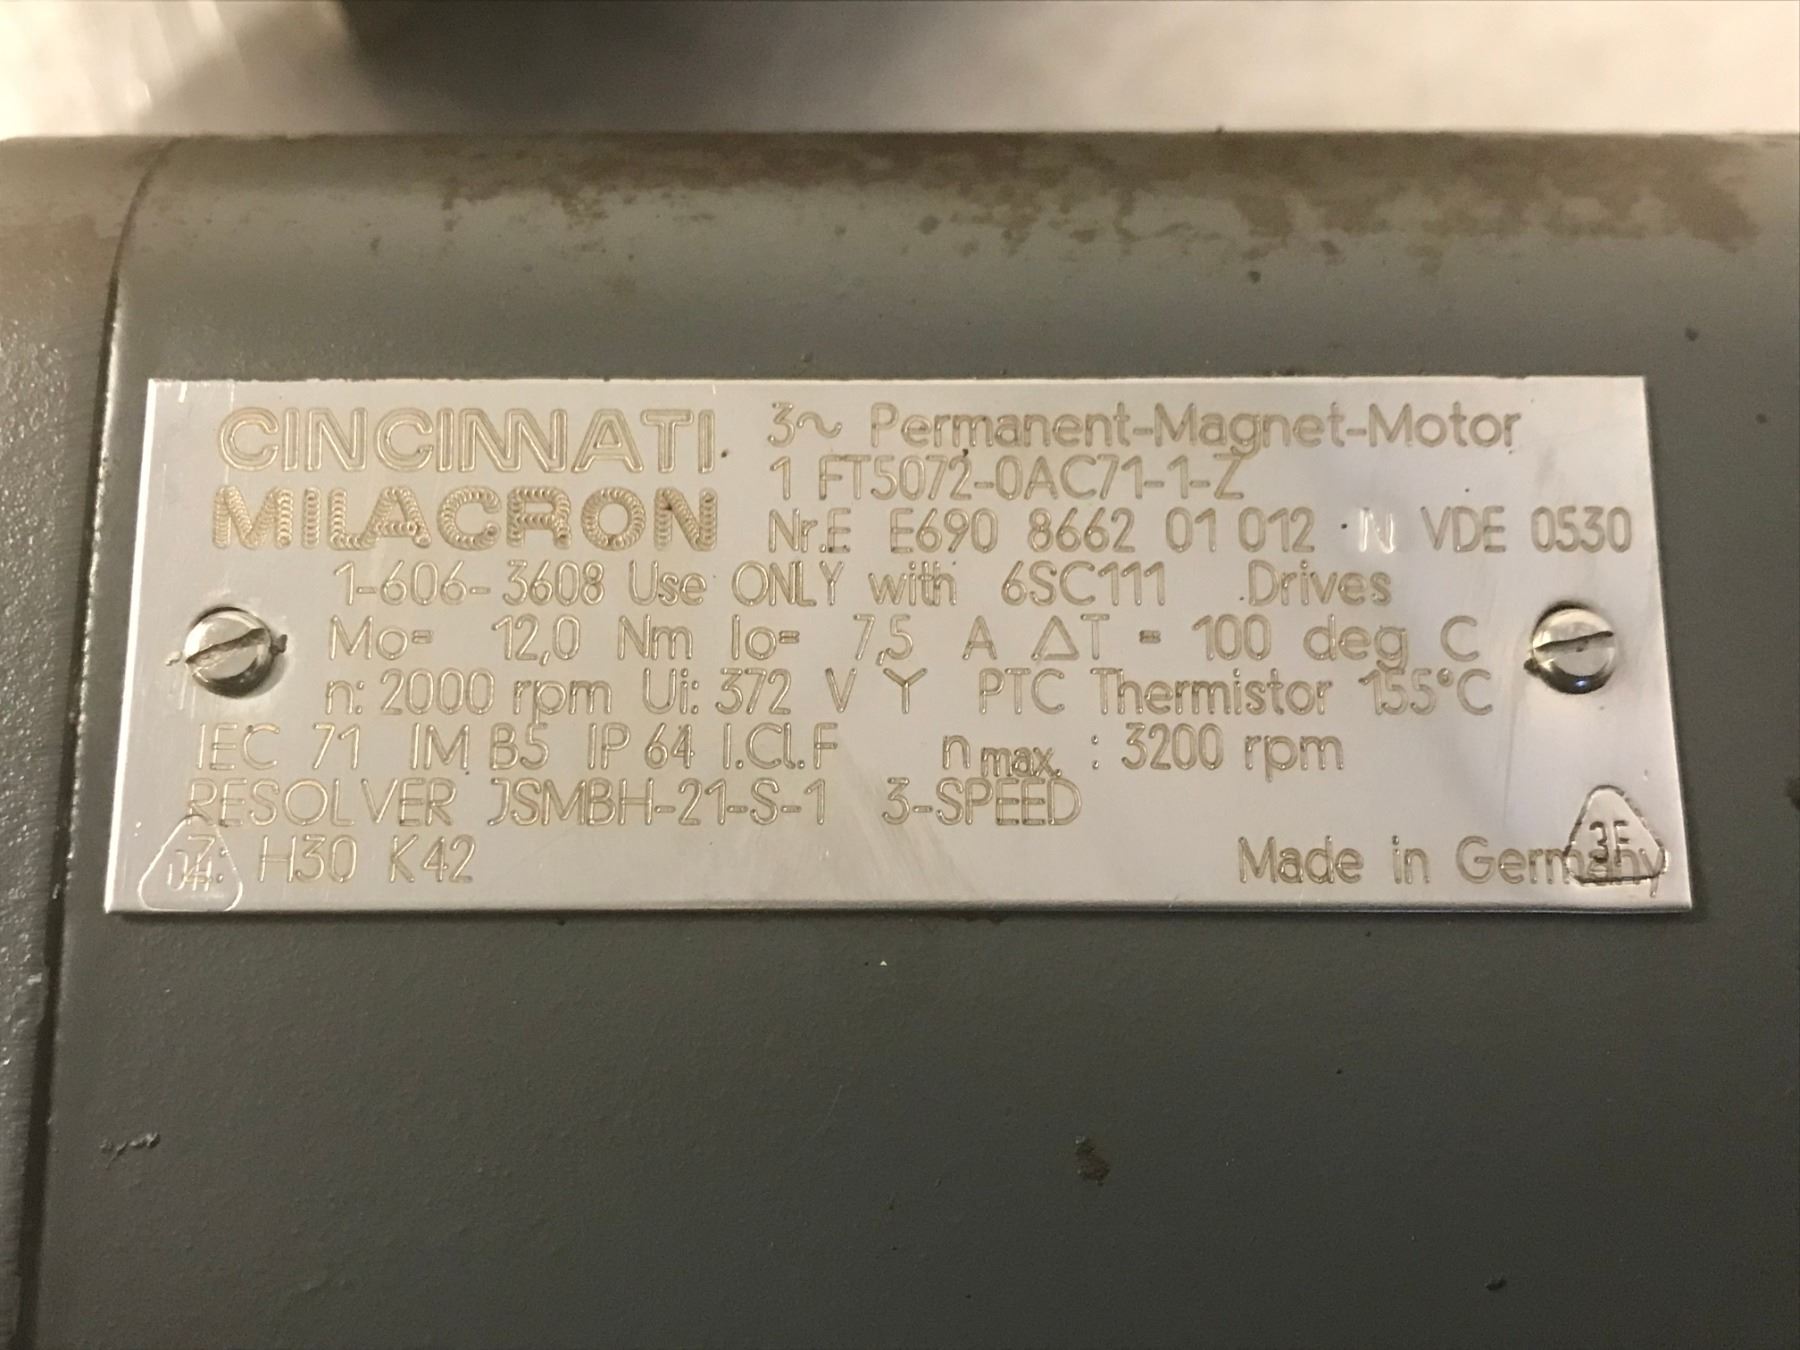 CINCINNATI
MILACRON
3~ Permanent-Magnet-Motor
1 FT5072-0AC71-1-Z
Nr.E E690 8662 01 012 N VDE 0530
1-606-3608 Use ONLY with 6SC111 Drives
Mo= 12,0 Nm Io= 7,5 A ΔT = 100 deg C
n: 2000 rpm Ui: 372 V Y PTC Thermistor 155°C
IEC 71 IM B5 IP 64 I.Cl.F n max. : 3200 rpm
RESOLVER JSMBH-21-S-1 3-SPEED
Z: H30 K42
Made in Germany
3E